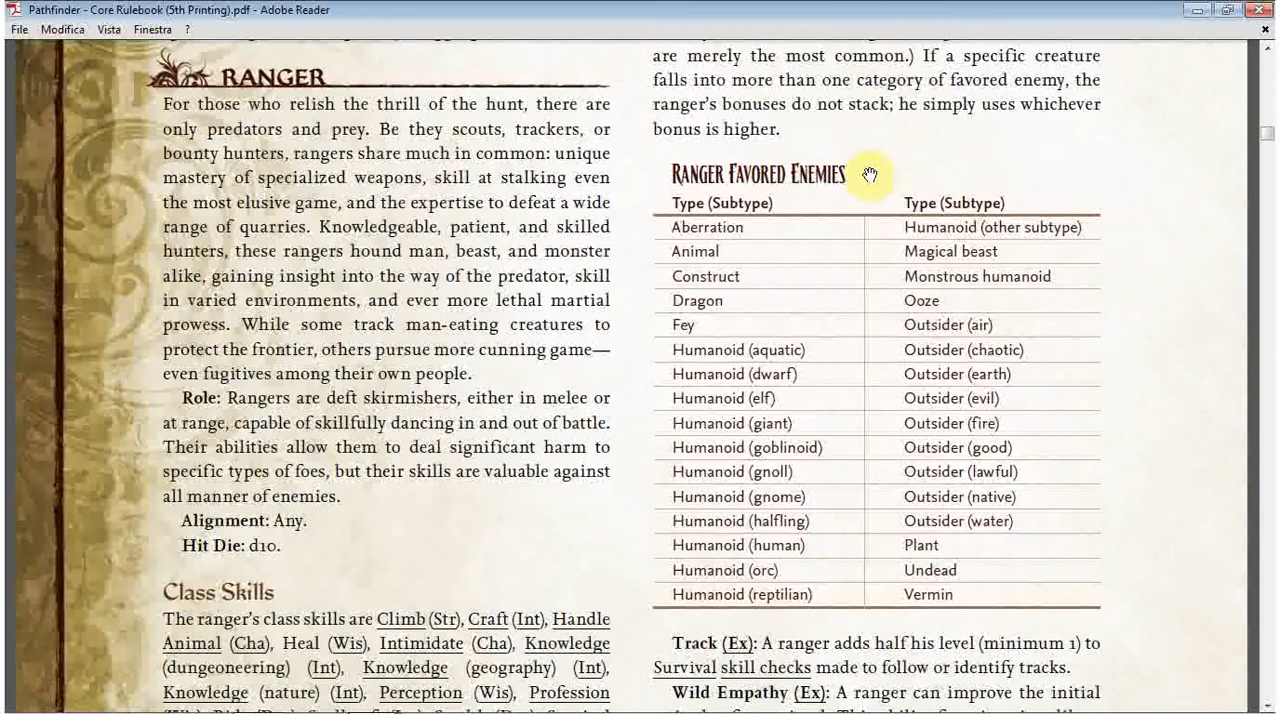 Pathfinder - Core Rulebook (5th Printing).pdf - Adobe Reader
File Modifica Vista Finestra ?
RANGER
For those who relish the thrill of the hunt, there are
only predators and prey. Be they scouts, trackers, or
bounty hunters, rangers share much in common: unique
mastery of specialized weapons, skill at stalking even
the most elusive game, and the expertise to defeat a wide
range of quarries. Knowledgeable, patient, and skilled
hunters, these rangers hound man, beast, and monster
alike, gaining insight into the way of the predator, skill
in varied environments, and ever more lethal martial
prowess. While some track man-eating creatures to
protect the frontier, others pursue more cunning game—
even fugitives among their own people.
Role: Rangers are deft skirmishers, either in melee or
at range, capable of skillfully dancing in and out of battle.
Their abilities allow them to deal significant harm to
specific types of foes, but their skills are valuable against
all manner of enemies.
Alignment: Any.
Hit Die: d10.
Class Skills
The ranger's class skills are Climb (Str), Craft (Int), Handle
Animal (Cha), Heal (Wis), Intimidate (Cha), Knowledge
(dungeoneering) (Int), Knowledge (geography) (Int),
Knowledge (nature) (Int), Perception (Wis), Profession
are merely the most common.) If a specific creature
falls into more than one category of favored enemy, the
ranger's bonuses do not stack; he simply uses whichever
bonus is higher.
Ranger Favored Enemies
Type (Subtype) Type (Subtype)
Aberration Humanoid (other subtype)
Animal Magical beast
Construct Monstrous humanoid
Dragon Ooze
Fey Outsider (air)
Humanoid (aquatic) Outsider (chaotic)
Humanoid (dwarf) Outsider (earth)
Humanoid (elf) Outsider (evil)
Humanoid (giant) Outsider (fire)
Humanoid (goblinoid) Outsider (good)
Humanoid (gnoll) Outsider (lawful)
Humanoid (gnome) Outsider (native)
Humanoid (halfling) Outsider (water)
Humanoid (human) Plant
Humanoid (orc) Undead
Humanoid (reptilian) Vermin
Track (Ex): A ranger adds half his level (minimum 1) to
Survival skill checks made to follow or identify tracks.
Wild Empathy (Ex): A ranger can improve the initial